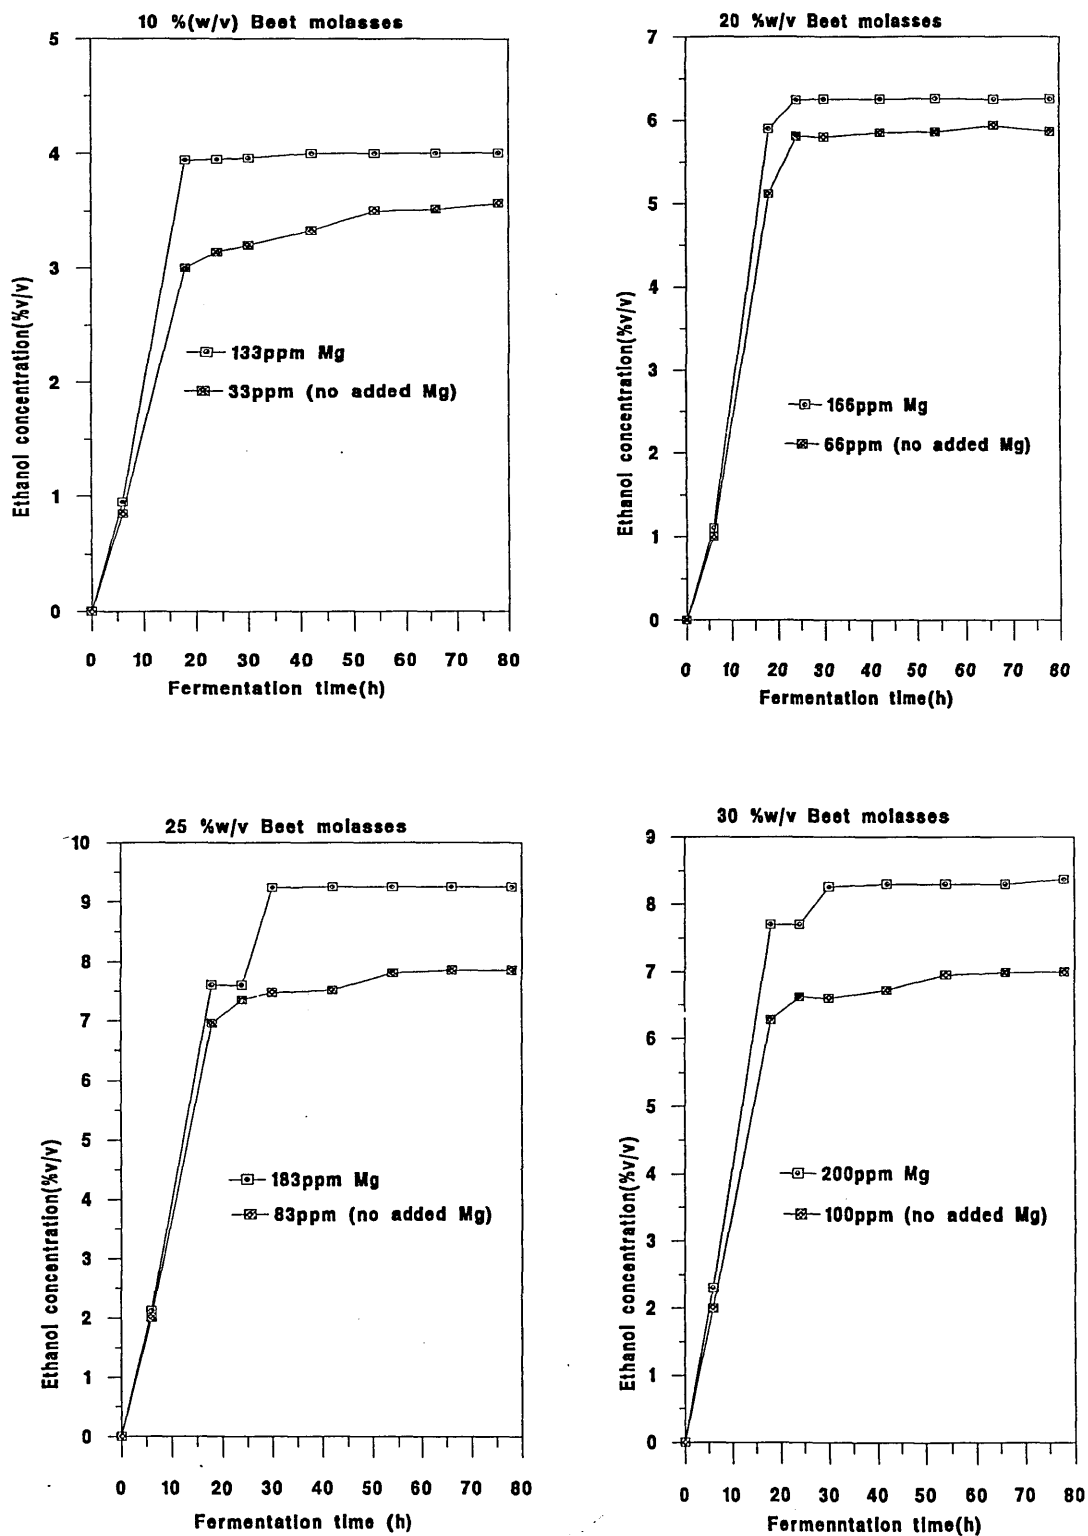 10 %(w/v) Beet molasses
5
4
3
2
1
0
Ethanol concentration(%v/v)
133ppm Mg
33ppm (no added Mg)
0 10 20 30 40 50 60 70 80
Fermentation time(h)
20 %w/v Beet molasses
7
6
5
4
3
2
1
0
Ethanol concentration(%v/v)
166ppm Mg
66ppm (no added Mg)
0 10 20 30 40 50 60 70 80
Fermentation time(h)
25 %w/v Beet molasses
10
9
8
7
6
5
4
3
2
1
0
Ethanol concentration(%v/v)
183ppm Mg
83ppm (no added Mg)
0 10 20 30 40 50 60 70 80
Fermentation time (h)
30 %w/v Beet molasses
9
8
7
6
5
4
3
2
1
0
Ethanol concentration(%v/v)
200ppm Mg
100ppm (no added Mg)
0 10 20 30 40 50 60 70 80
Fermenntation time(h)